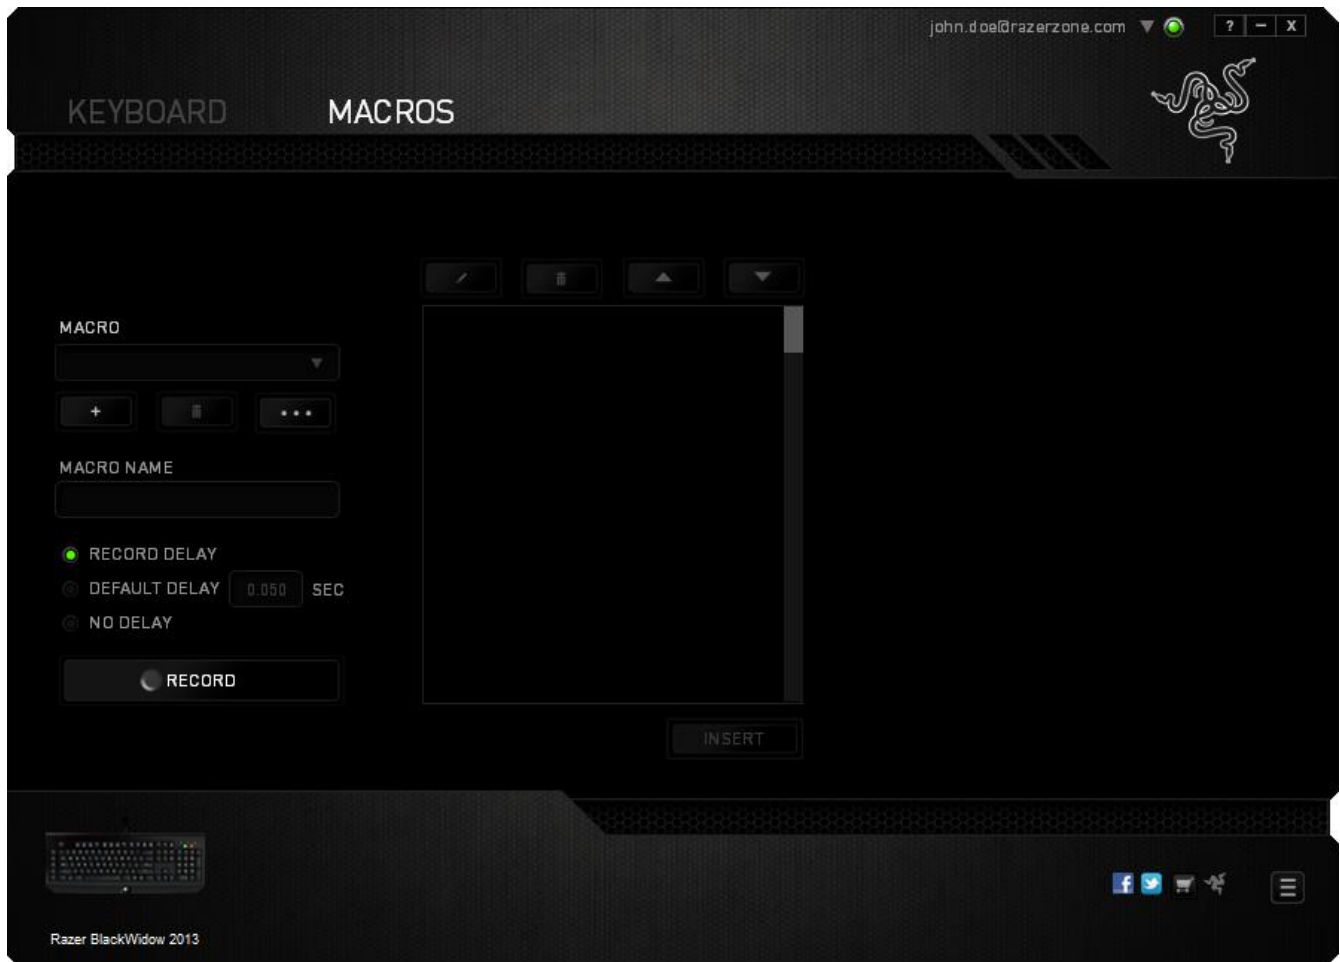 john.doe@razerzone.com
? – X
KEYBOARD MACROS
MACRO
+ •••
MACRO NAME
RECORD DELAY
DEFAULT DELAY 0.050 SEC
NO DELAY
RECORD
INSERT
Razer BlackWidow 2013